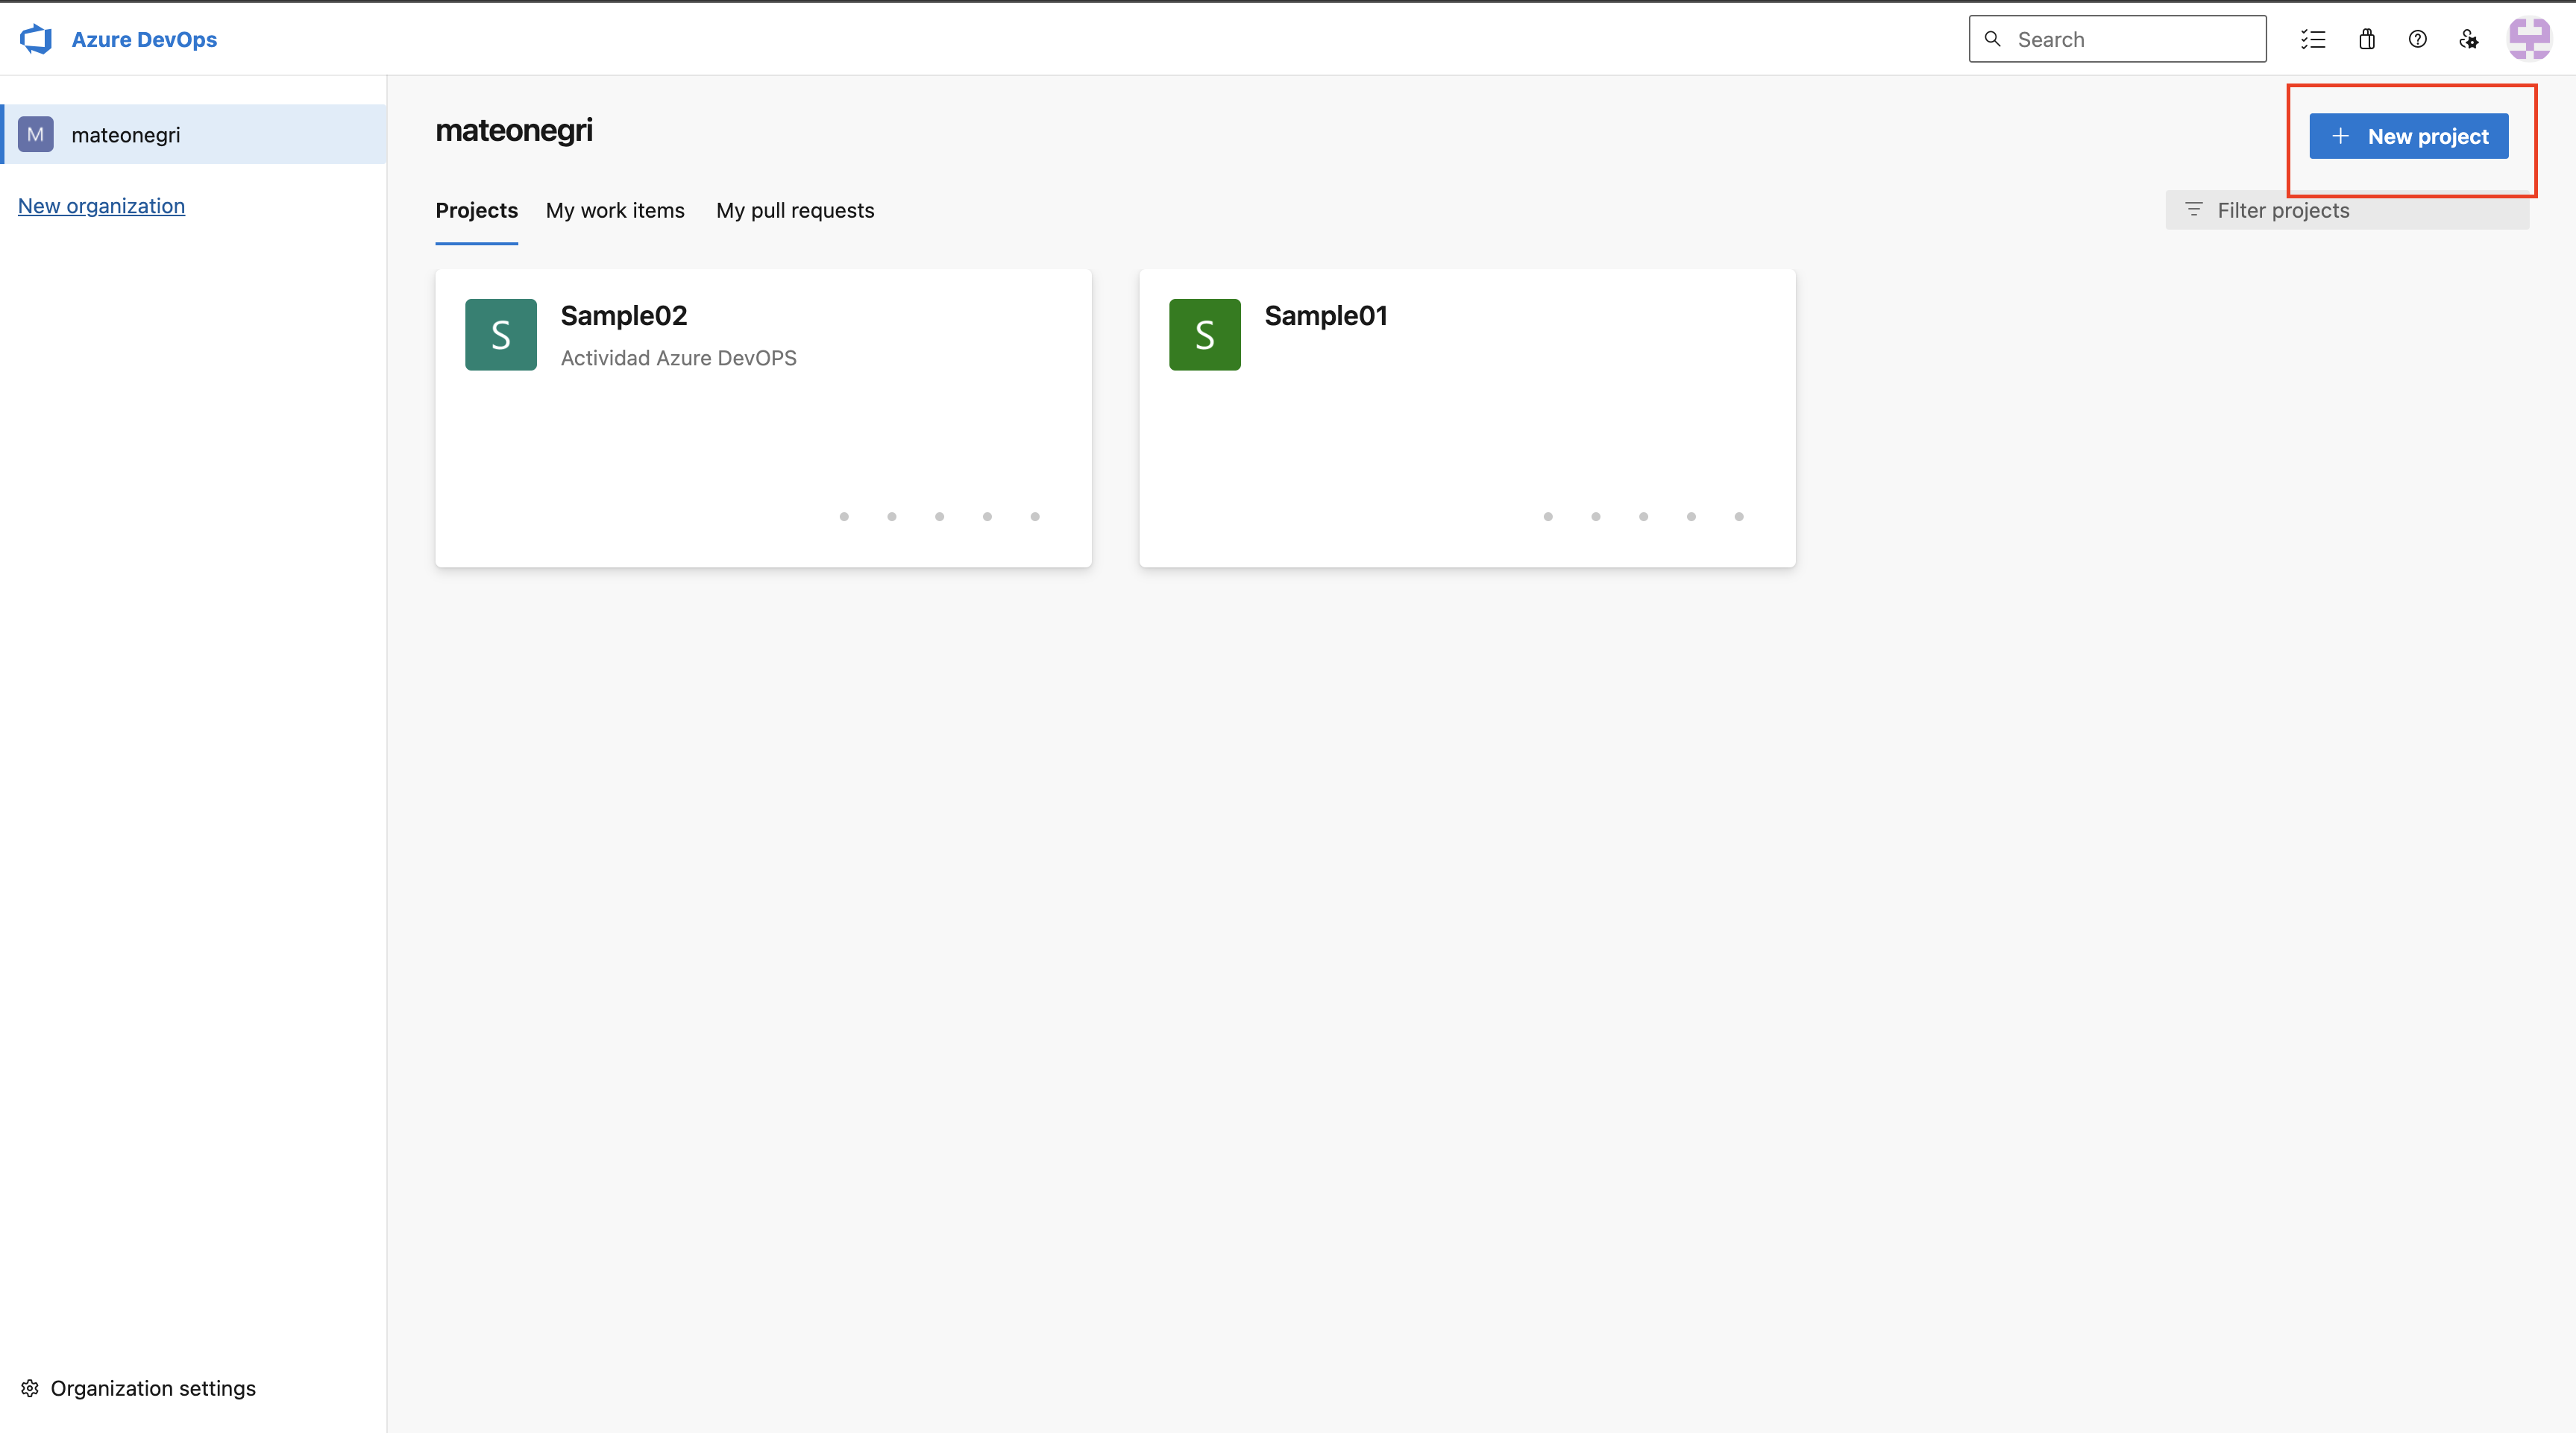 Azure DevOps
Search
M
mateonegri
New organization
mateonegri
New project
Projects
My work items
My pull requests
Filter projects
S
Sample02
Actividad Azure DevOPS
S
Sample01
Organization settings